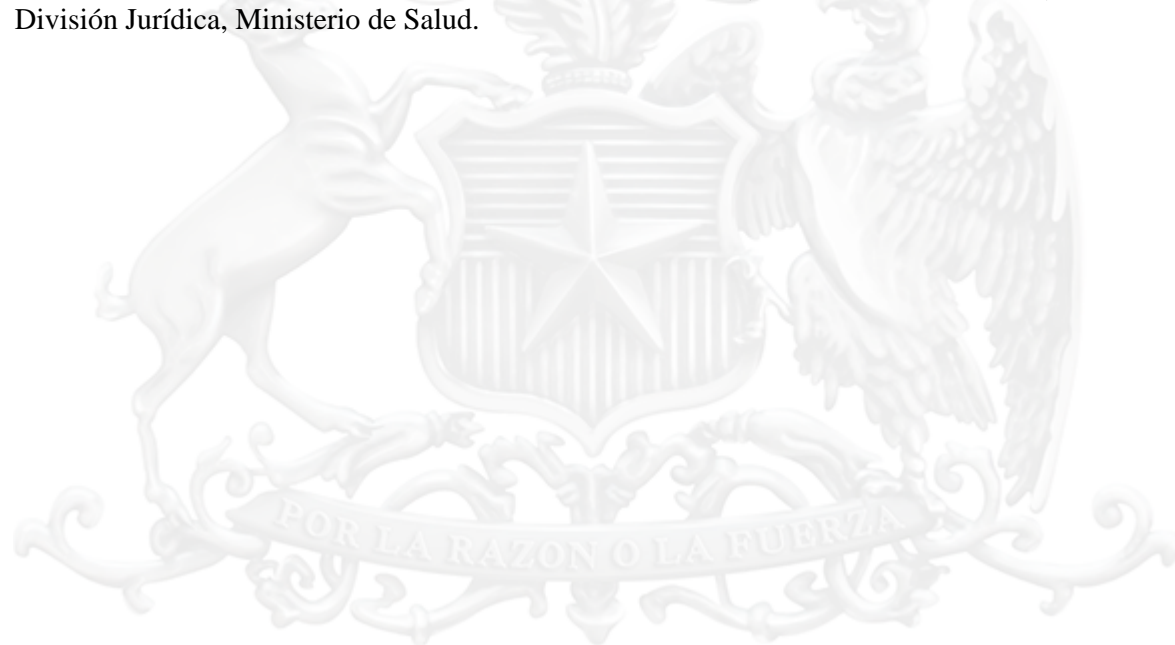 División Jurídica, Ministerio de Salud.
POR LA RAZON O LA FUERZA